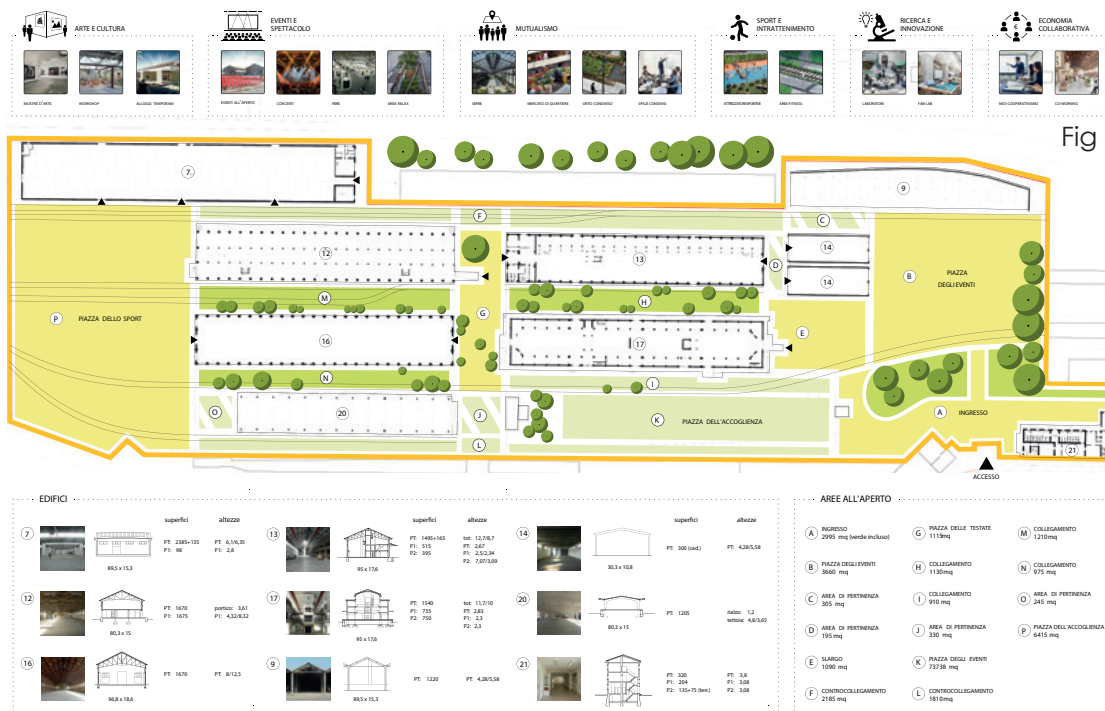 ARTE E CULTURA
EVENTI E
SPETTACOLO
MUTUALISMO
SPORT E
INTRATTENIMENTO
RICERCA E
INNOVAZIONE
ECONOMIA
COLLABORATIVA
€
MOSTRE D'ARTE
WORKSHOP
ALLOGGI TEMPORANEI
EVENTI ALL'APERTO
CONCERTI
FIERE
AREA RELAX
SERRE
MERCATO DI QUARTIERE
ORTO CONDIVISO
SPAZI CONDIVISI
ATTREZZATURE SPORTIVE
AREE FITNESS
LABORATORI
FAB LAB
NEO-COOPERATIVISMO
CO-WORKING
Fig
7
9
F
C
12
13
14
D
14
B
PIAZZA
DEGLI EVENTI
M
H
P
PIAZZA DELLO SPORT
G
E
16
17
N
I
O
20
J
K
PIAZZA DELL'ACCOGLIENZA
A
INGRESSO
L
21
ACCESSO
EDIFICI
superfici
altezze
7
PT: 2385+135
P1: 98
PT: 6,1/6,35
P1: 2,8
89,5 x 15,3
12
PT: 1670
P1: 1675
portico: 3,61
P1: 4,32/8,32
80,3 x 15
16
PT: 1670
PT: 8/12,5
96,8 x 18,6
superfici
altezze
13
PT: 1495+165
P1: 515
P2: 395
tot: 12,7/8,7
PT: 2,67
P1: 2,5/2,34
P2: 7,07/3,09
95 x 17,6
17
PT: 1540
P1: 735
P2: 750
tot: 11,7/10
PT: 2,83
P1: 2,3
P2: 2,3
95 x 17,6
9
PT: 1220
PT: 4,28/5,58
89,5 x 15,3
superfici
altezze
14
PT: 300 (cad.)
PT: 4,28/5,58
30,3 x 10,8
20
PT: 1205
rialzo: 1,2
tettoia: 4,8/3,65
80,3 x 15
21
PT: 320
P1: 204
P2: 135+75 (terr.)
PT: 3,8
P1: 3,08
P2: 3,08
AREE ALL'APERTO
A INGRESSO
2995 mq (verde incluso)
B PIAZZA DEGLI EVENTI
3660 mq
C AREA DI PERTINENZA
305 mq
D AREA DI PERTINENZA
195 mq
E SLARGO
1090 mq
F CONTROCOLLEGAMENTO
2185 mq
G PIAZZA DELLE TESTATE
1115mq
H COLLEGAMENTO
1130mq
I COLLEGAMENTO
910 mq
J AREA DI PERTINENZA
330 mq
K PIAZZA DEGLI EVENTI
73738 mq
L CONTROCOLLEGAMENTO
1810mq
M COLLEGAMENTO
1210mq
N COLLEGAMENTO
975 mq
O AREA DI PERTINENZA
245 mq
P PIAZZA DELL'ACCOGLIENZA
6415 mq